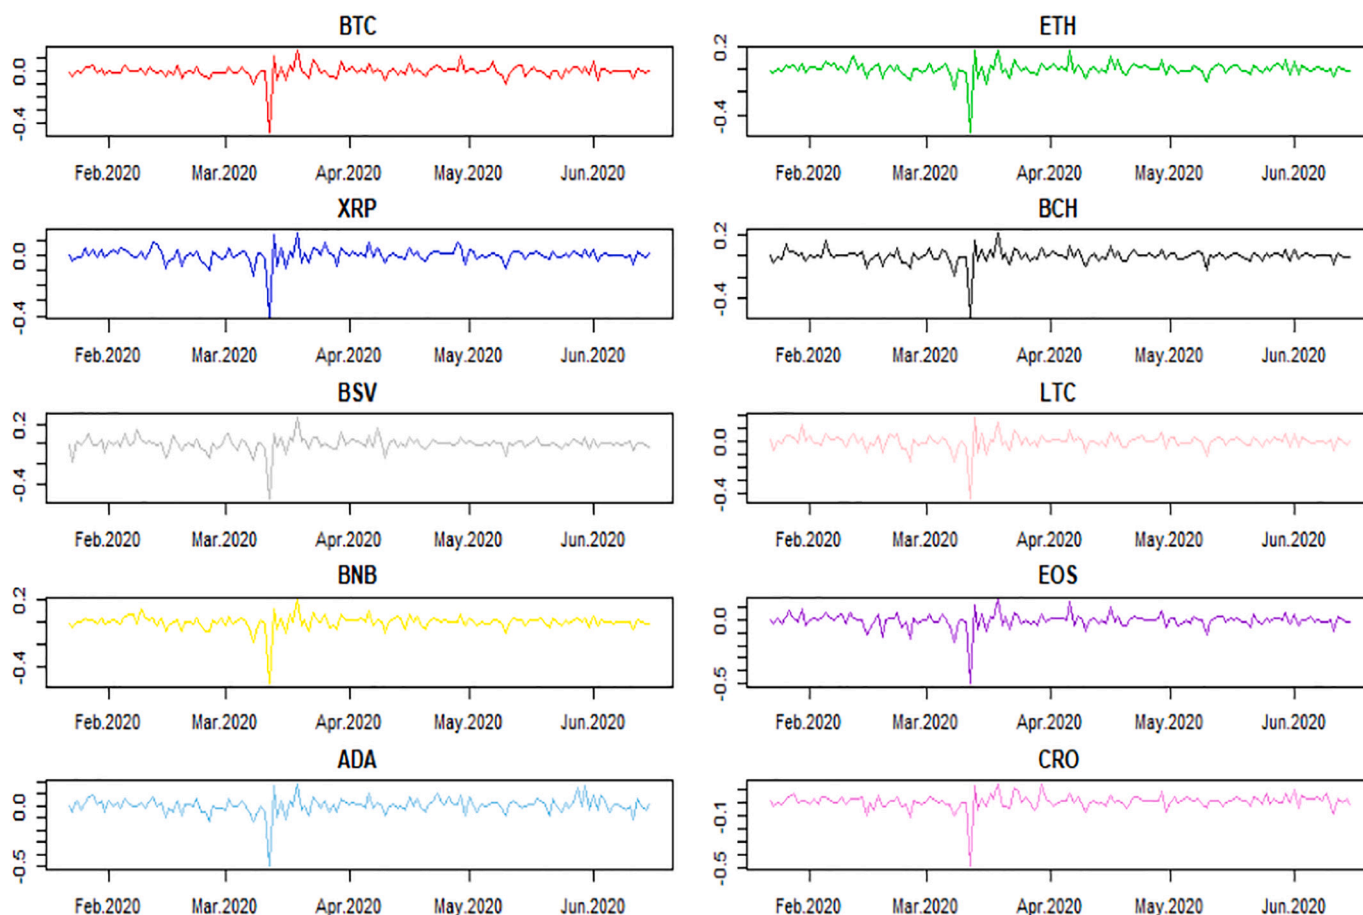 BTC ETH
0.0 0.2
-0.4 -0.4
Feb.2020 Mar.2020 Apr.2020 May.2020 Jun.2020 Feb.2020 Mar.2020 Apr.2020 May.2020 Jun.2020
XRP BCH
0.0 0.2
-0.4 -0.4
Feb.2020 Mar.2020 Apr.2020 May.2020 Jun.2020 Feb.2020 Mar.2020 Apr.2020 May.2020 Jun.2020
BSV LTC
0.2 0.0
-0.4 -0.4
Feb.2020 Mar.2020 Apr.2020 May.2020 Jun.2020 Feb.2020 Mar.2020 Apr.2020 May.2020 Jun.2020
BNB EOS
0.2 0.0
-0.4 -0.5
Feb.2020 Mar.2020 Apr.2020 May.2020 Jun.2020 Feb.2020 Mar.2020 Apr.2020 May.2020 Jun.2020
ADA CRO
0.0 -0.1
-0.5 -0.5
Feb.2020 Mar.2020 Apr.2020 May.2020 Jun.2020 Feb.2020 Mar.2020 Apr.2020 May.2020 Jun.2020